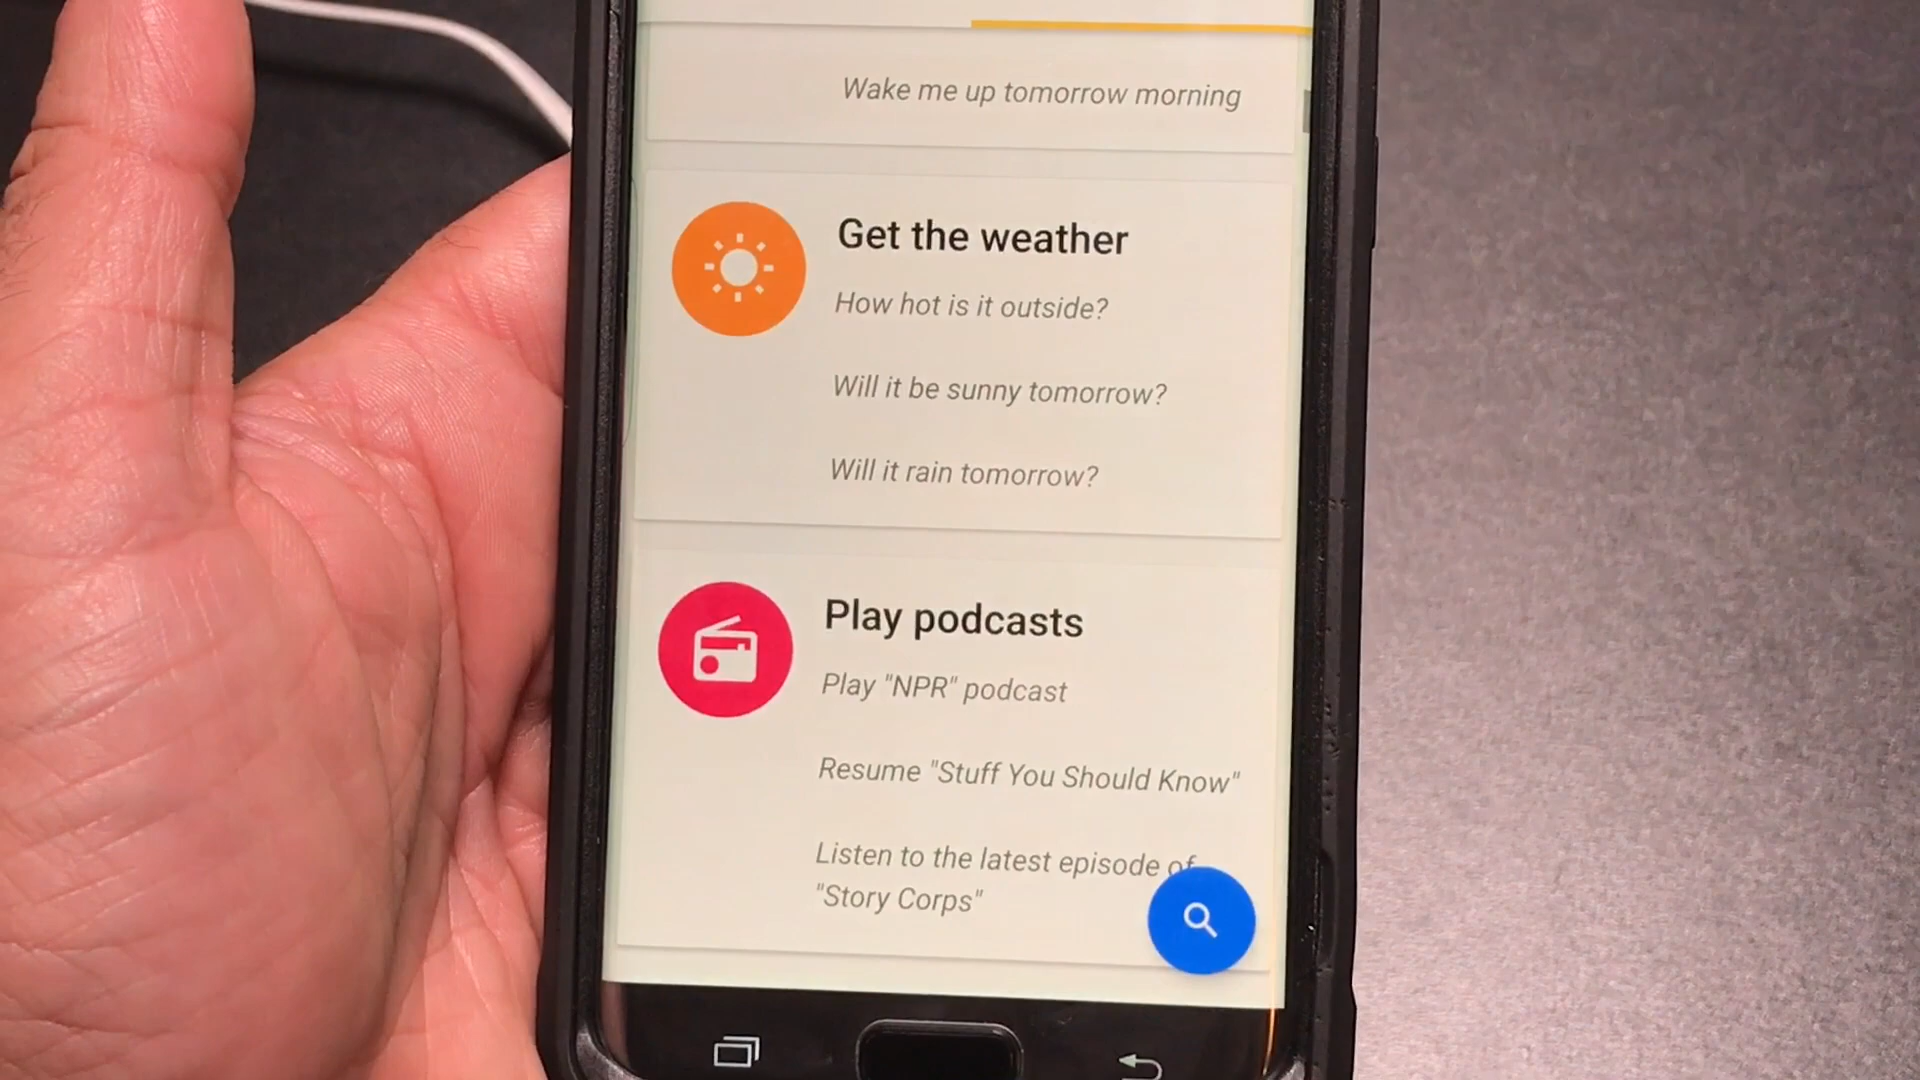 Wake me up tomorrow morning
Get the weather
How hot is it outside?
Will it be sunny tomorrow?
Will it rain tomorrow?
Play podcasts
Play "NPR" podcast
Resume "Stuff You Should Know"
Listen to the latest episode of
"Story Corps"